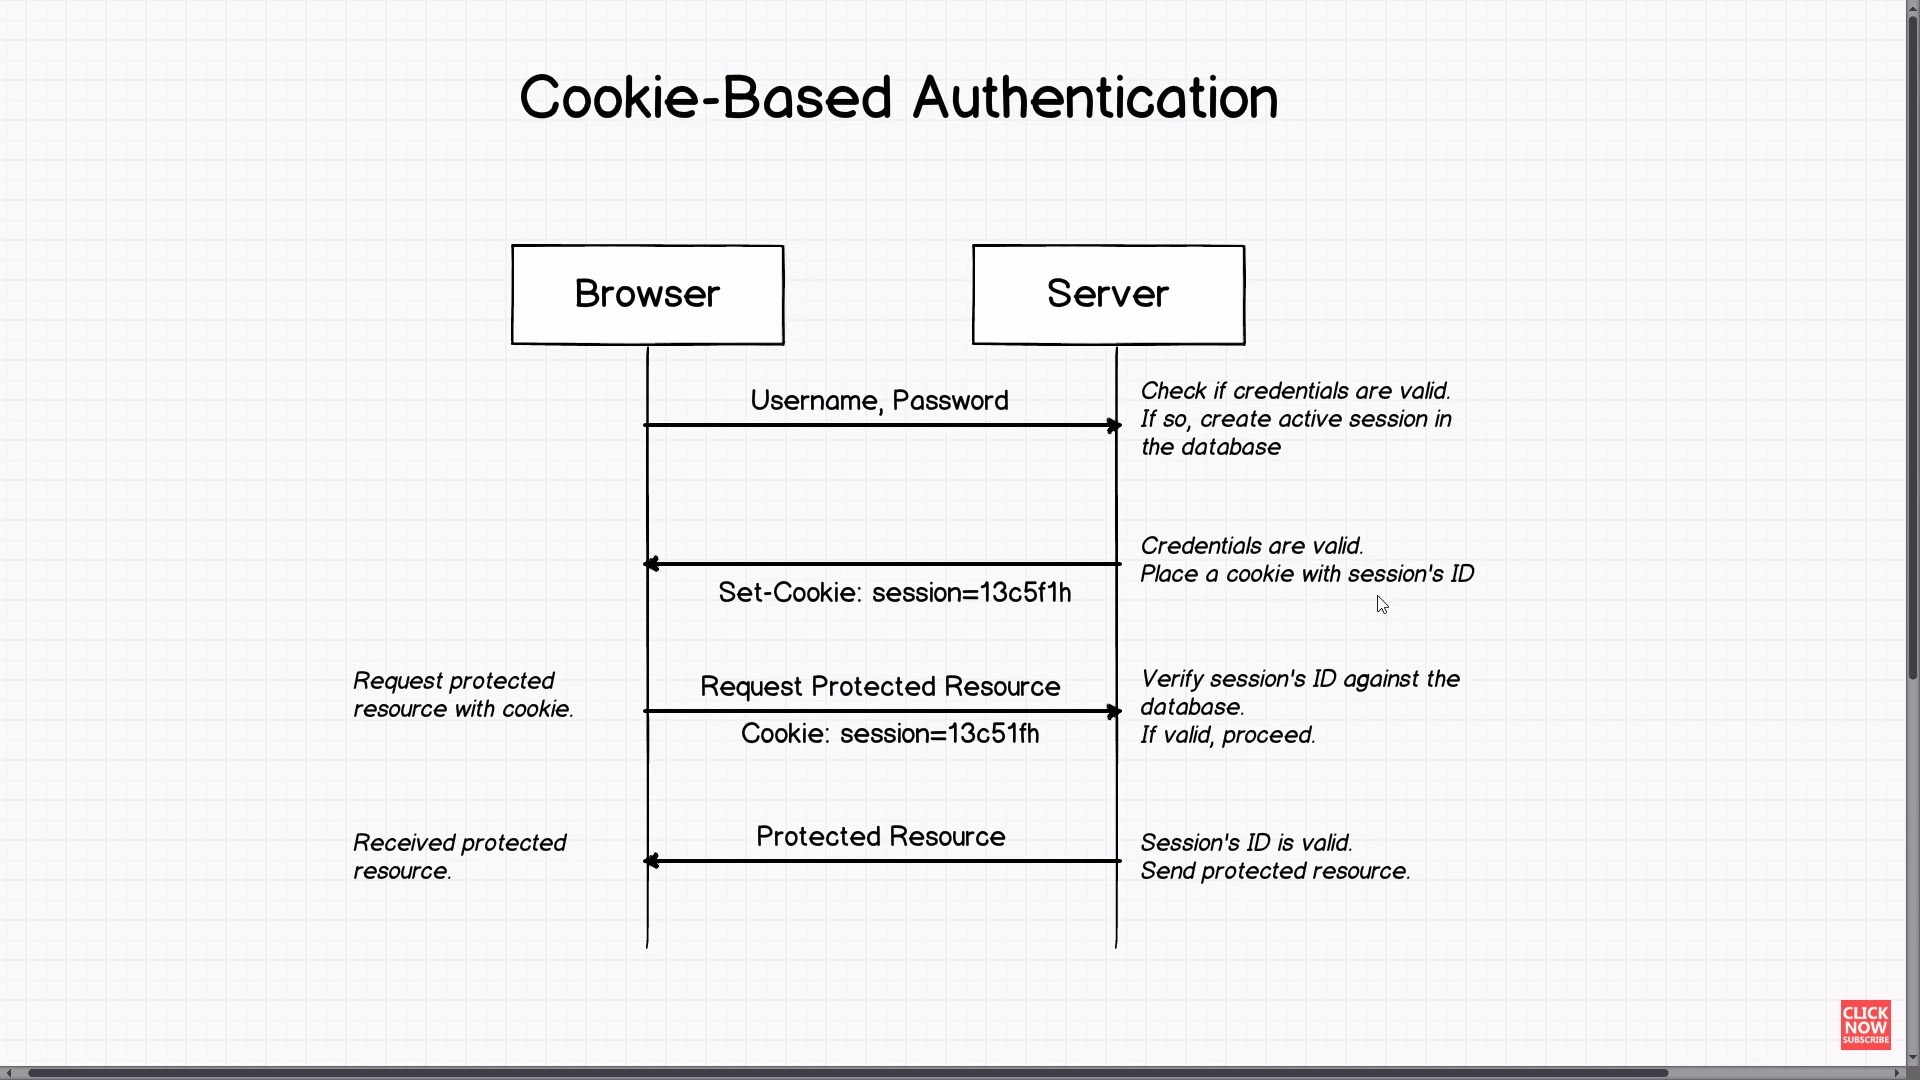 Cookie-Based Authentication
Browser
Server
Username, Password
Check if credentials are valid.
If so, create active session in
the database
Credentials are valid.
Place a cookie with session's ID
Set-Cookie: session=13c5f1h
Request protected
resource with cookie.
Request Protected Resource
Cookie: session=13c51fh
Verify session's ID against the
database.
If valid, proceed.
Received protected
resource.
Protected Resource
Session's ID is valid.
Send protected resource.
CLICK
NOW
SUBSCRIBE